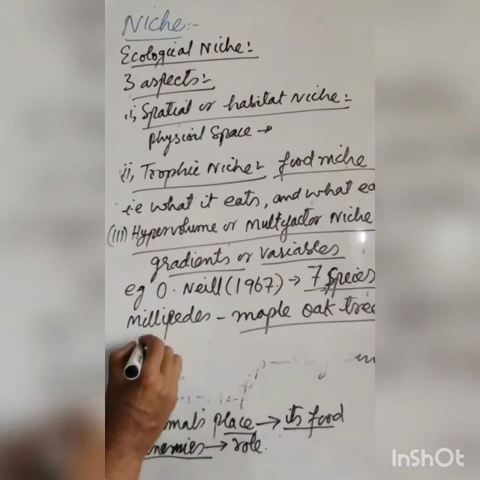 Niche:-
Ecological Niche:-
3 aspects:-
i, Spatial or habitat Niche:-
physical Space →
ii, Trophic Niche:- food niche
i.e what it eats, and what ea
(III) Hypervolume or Multifactor Niche
gradients or variables
eg O. Neill (1967) → 7 Species
Millipedes - maple oak tree
mal's place → its food
enemies → role.
InShOt